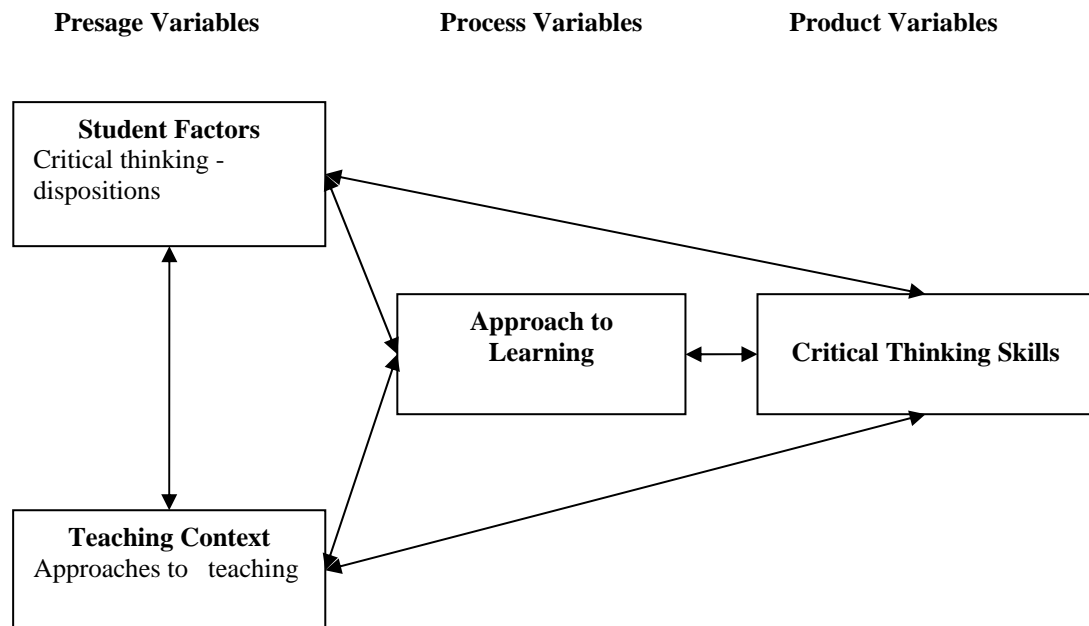 Presage Variables
Process Variables
Product Variables
Student Factors
Critical thinking -
dispositions
Approach to
Learning
Critical Thinking Skills
Teaching Context
Approaches to teaching